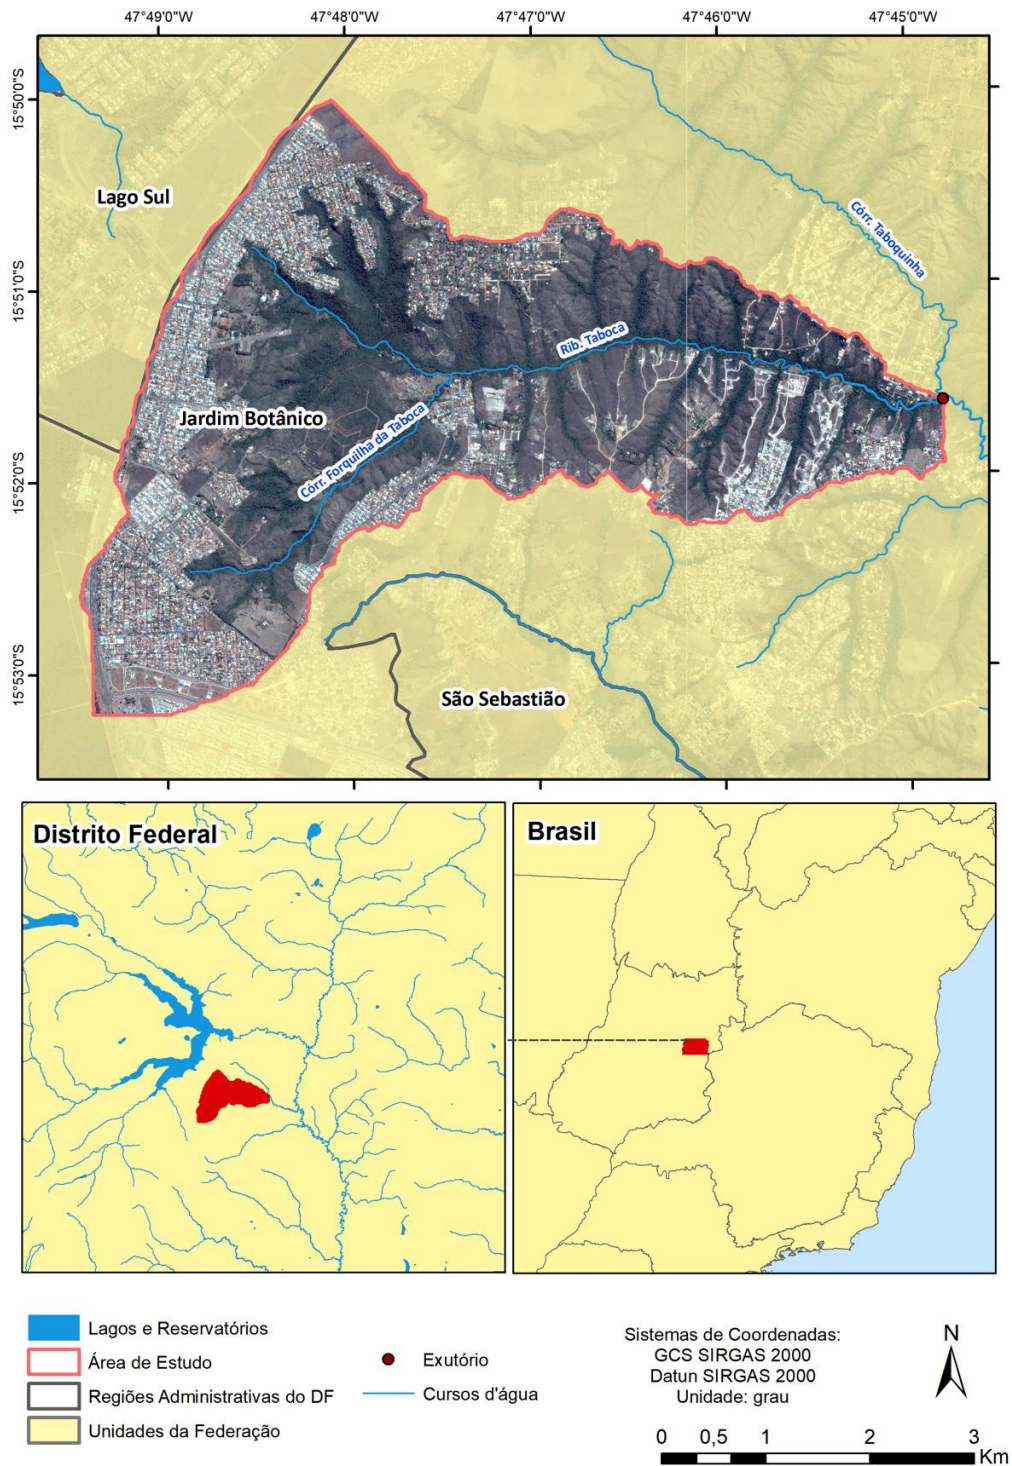 47°49'0"W
47°48'0"W
47°47'0"W
47°46'0"W
47°45'0"W
15°50'0"S
15°51'0"S
15°52'0"S
15°53'0"S
Lago Sul
Córr. Taboquinha
Rib. Taboca
Jardim Botânico
Córr. Forquilha da Taboca
São Sebastião
Distrito Federal
Brasil
Lagos e Reservatórios
Área de Estudo
Regiões Administrativas do DF
Unidades da Federação
Exutório
Cursos d'água
Sistemas de Coordenadas:
GCS SIRGAS 2000
Datun SIRGAS 2000
Unidade: grau
N
0 0,5 1 2 3
Km